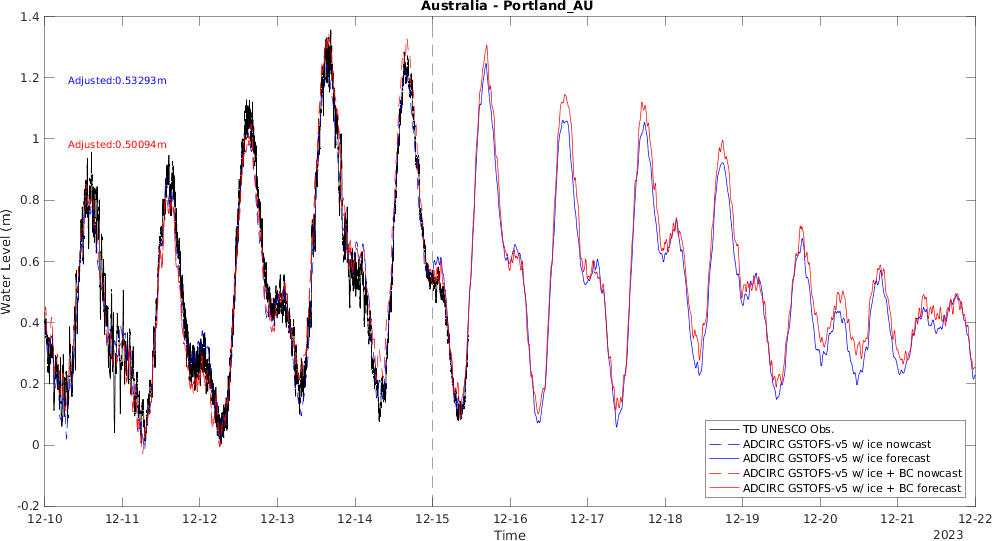 Australia - Portland_AU
1.4
1.2
1
0.8
0.6
0.4
0.2
0
-0.2
Water Level (m)
Adjusted:0.53293m
Adjusted:0.50094m
TD UNESCO Obs.
ADCIRC GSTOFS-v5 w/ ice nowcast
ADCIRC GSTOFS-v5 w/ ice forecast
ADCIRC GSTOFS-v5 w/ ice + BC nowcast
ADCIRC GSTOFS-v5 w/ ice + BC forecast
12-10 12-11 12-12 12-13 12-14 12-15 12-16 12-17 12-18 12-19 12-20 12-21 12-22
Time
2023